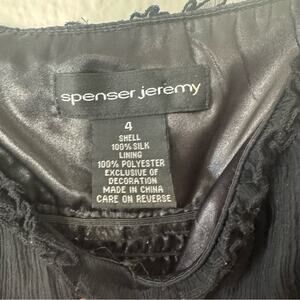 spenser jeremy
4
SHELL
100% SILK
LINING
100% POLYESTER
EXCLUSIVE OF
DECORATION
MADE IN CHINA
CARE ON REVERSE